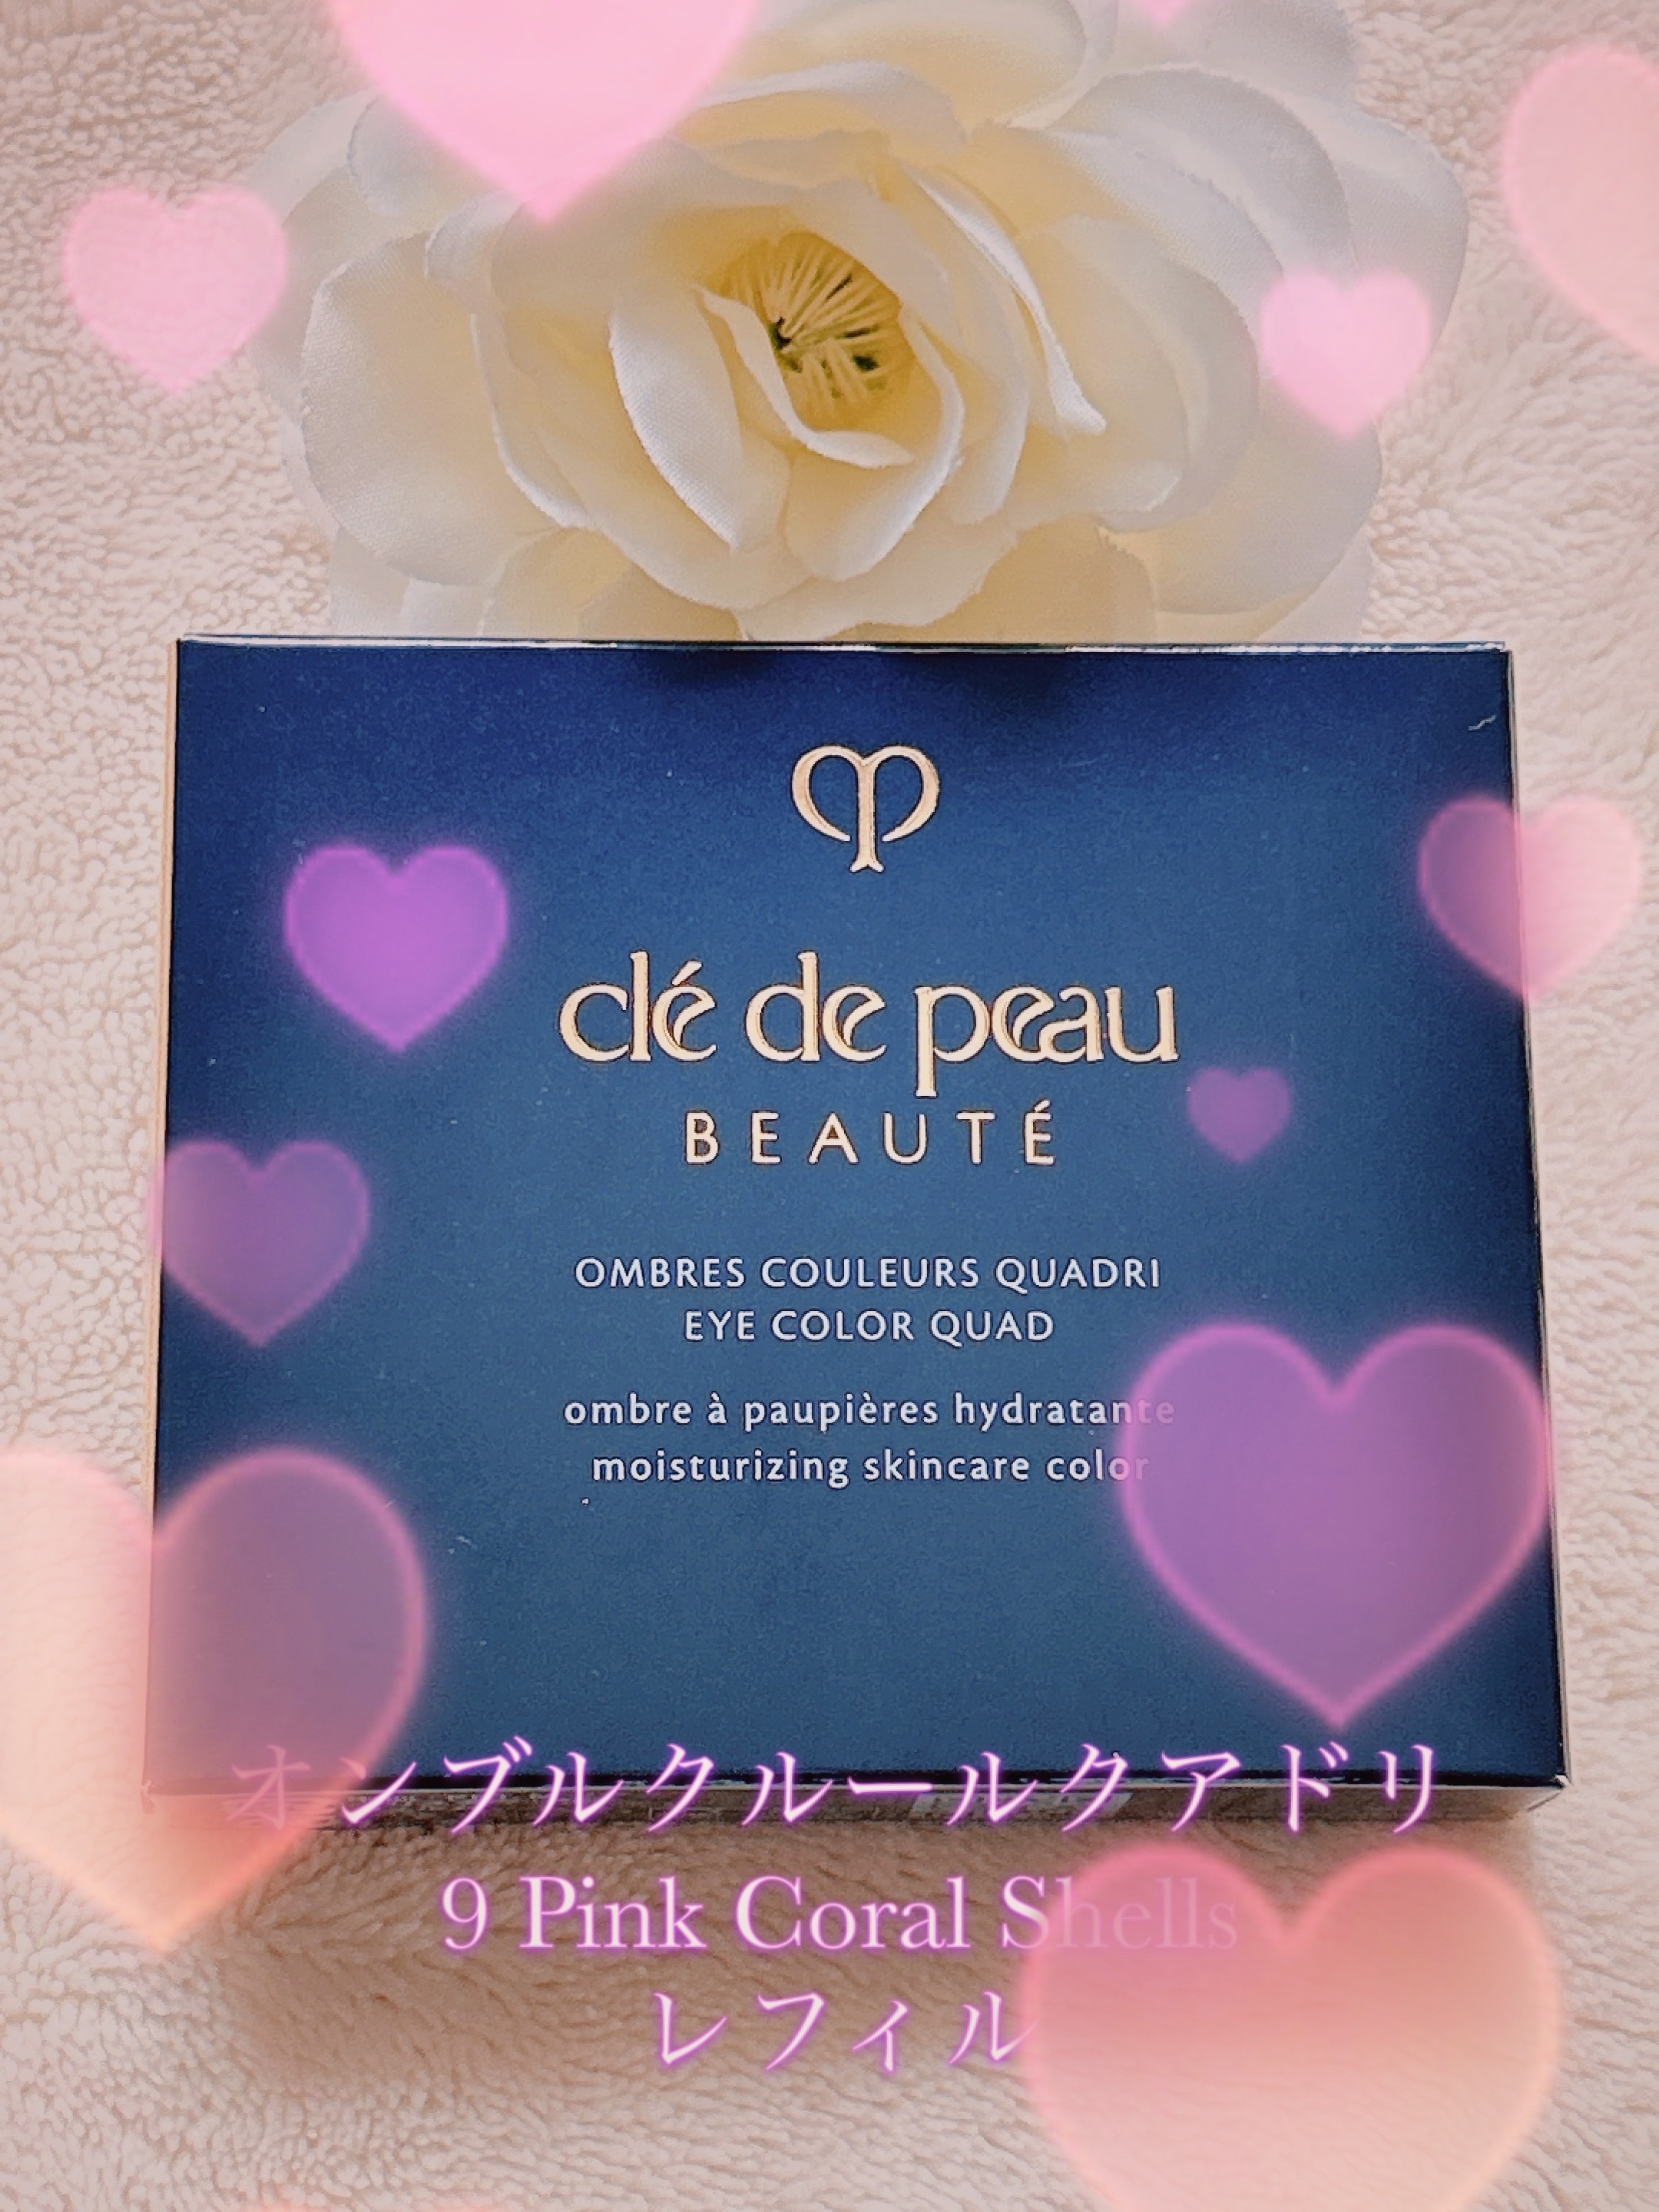 clé de peau
BEAUTÉ
OMBRES COULEURS QUADRI
EYE COLOR QUAD
ombre à paupières hydratante
moisturizing skincare color
オンブルクルールクアドリ
9 Pink Coral Shells
レフィル